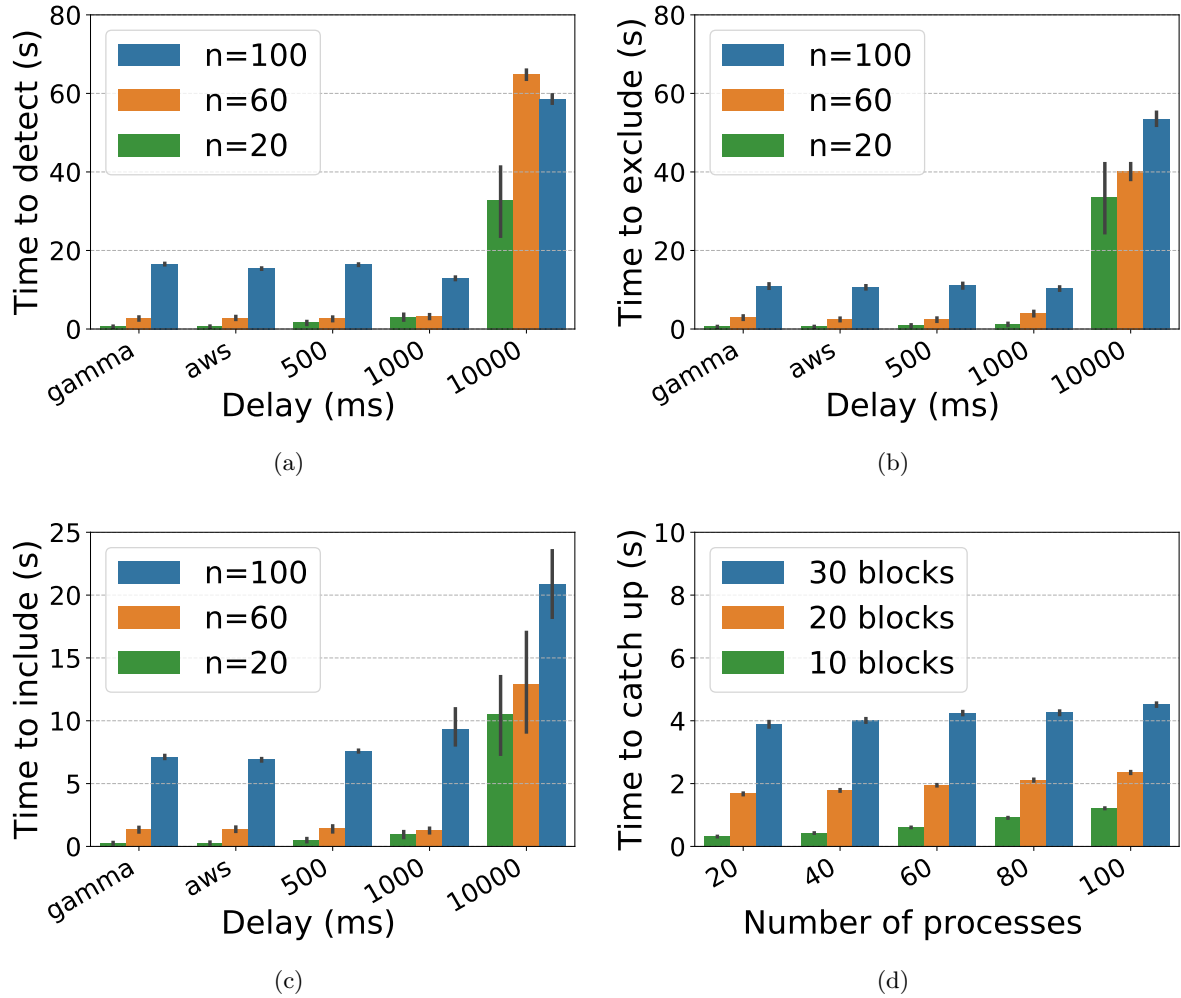 80
60
40
20
0
Time to detect (s)
n=100
n=60
n=20
gamma
aws
500
1000
10000
Delay (ms)
(a)
80
60
40
20
0
Time to exclude (s)
n=100
n=60
n=20
gamma
aws
500
1000
10000
Delay (ms)
(b)
25
20
15
10
5
0
Time to include (s)
n=100
n=60
n=20
gamma
aws
500
1000
10000
Delay (ms)
(c)
10
8
6
4
2
0
Time to catch up (s)
30 blocks
20 blocks
10 blocks
20
40
60
80
100
Number of processes
(d)